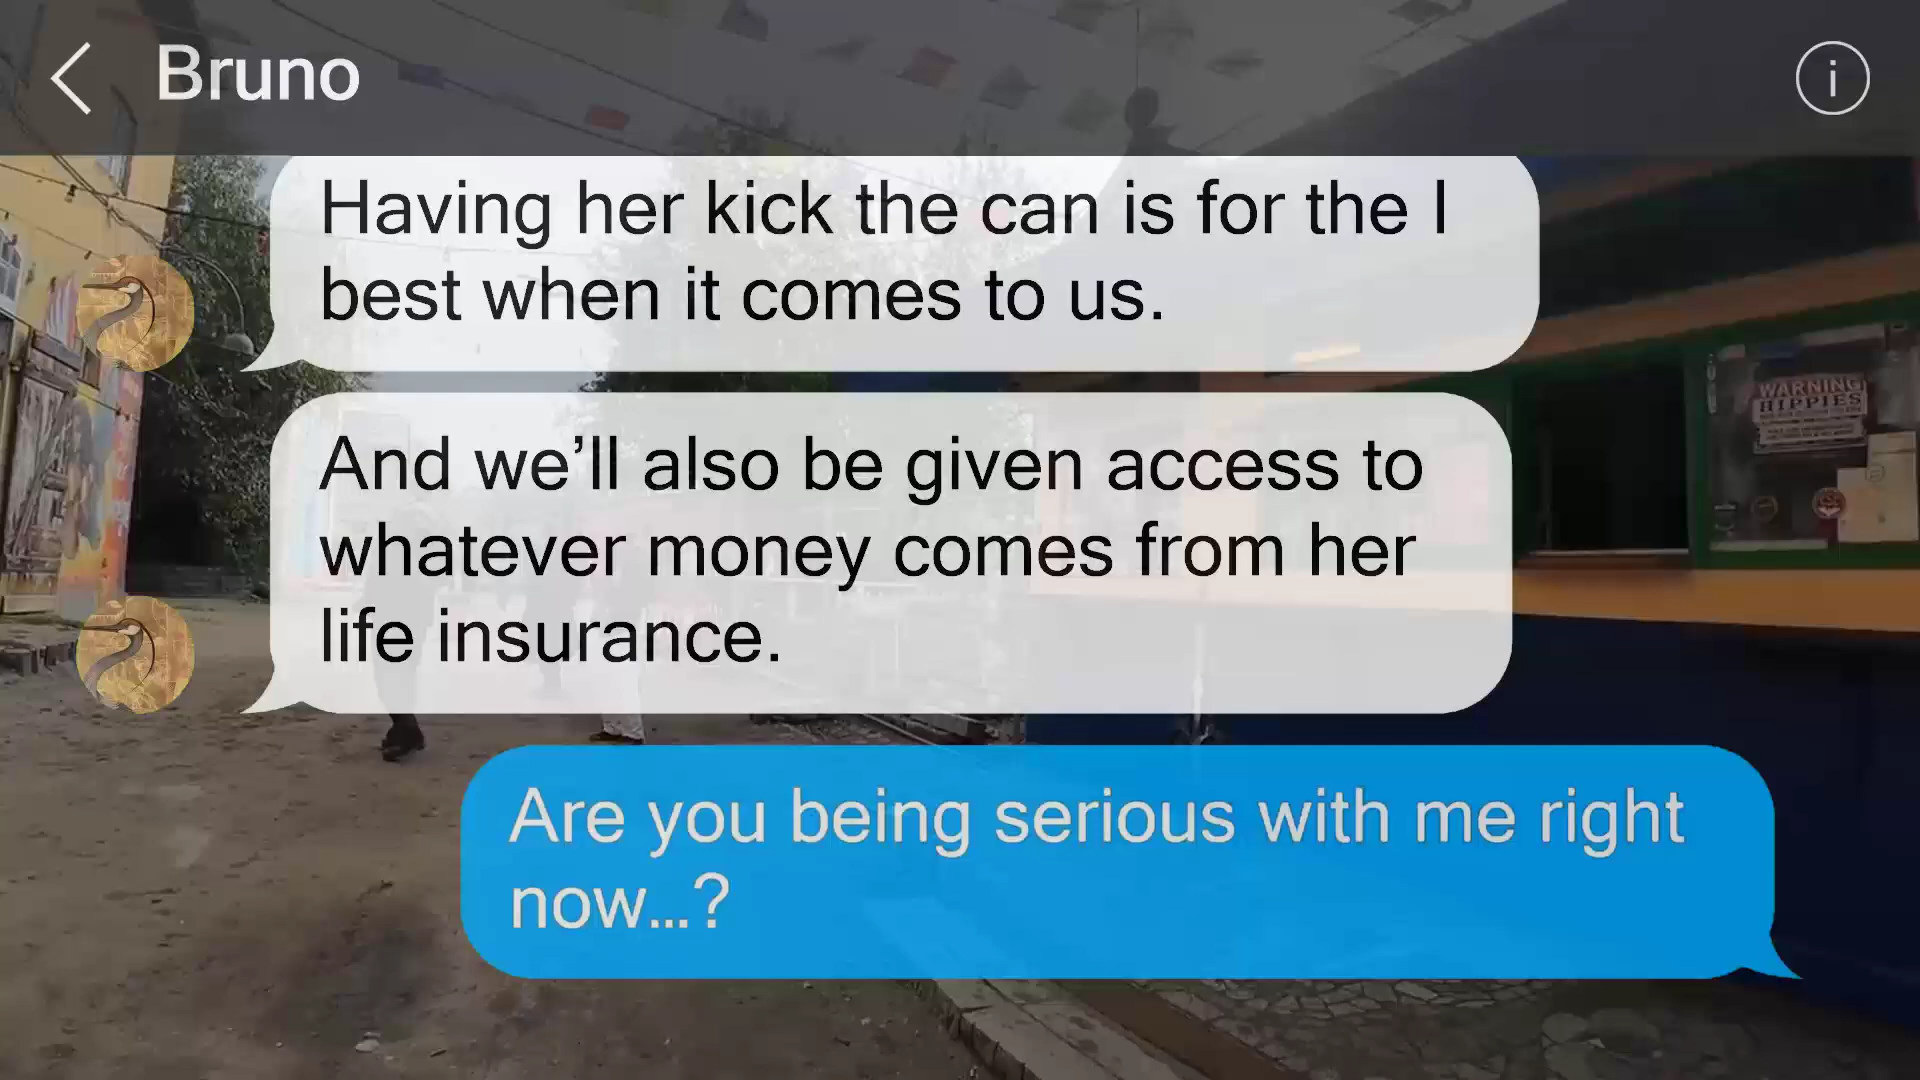 Bruno
i
Having her kick the can is for the I
best when it comes to us.
And we’ll also be given access to
whatever money comes from her
life insurance.
WARNING
HIPPIES
Are you being serious with me right
now...?